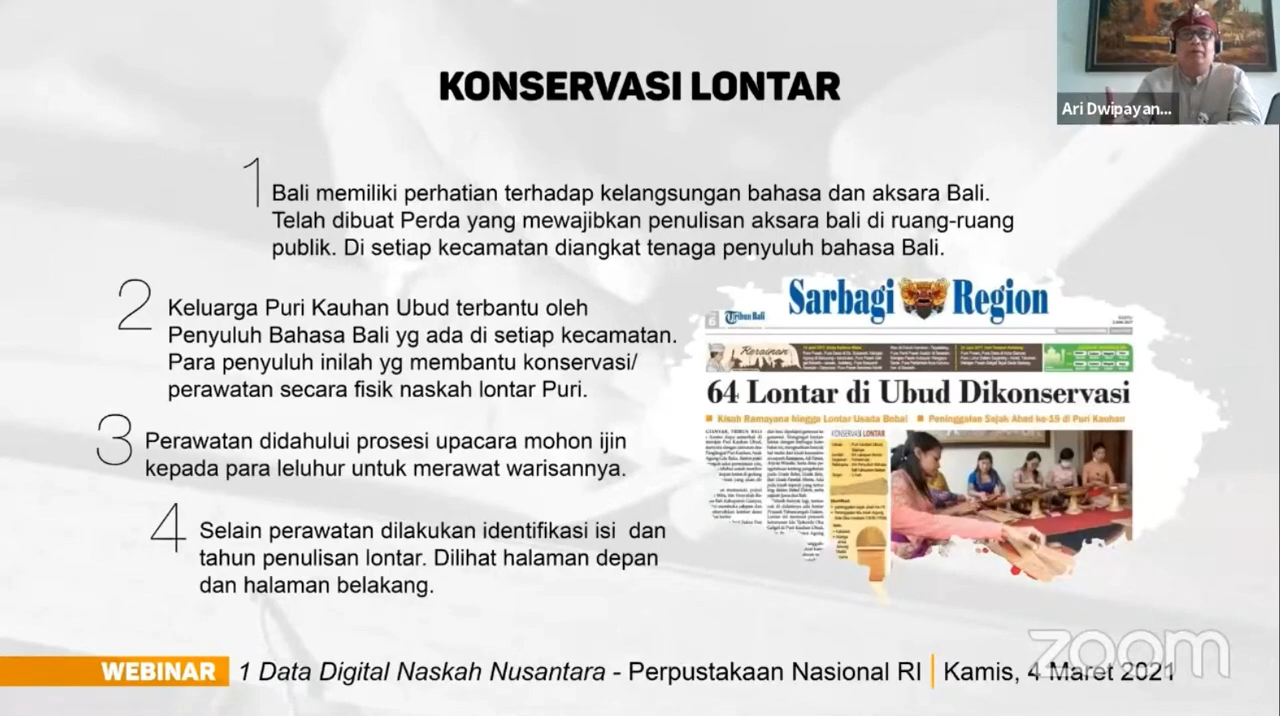 KONSERVASI LONTAR
Ari Dwipayan...
1
Bali memiliki perhatian terhadap kelangsungan bahasa dan aksara Bali.
Telah dibuat Perda yang mewajibkan penulisan aksara bali di ruang-ruang
publik. Di setiap kecamatan diangkat tenaga penyuluh bahasa Bali.
2
Keluarga Puri Kauhan Ubud terbantu oleh
Penyuluh Bahasa Bali yg ada di setiap kecamatan.
Para penyuluh inilah yg membantu konservasi/
perawatan secara fisik naskah lontar Puri.
3
Perawatan didahului prosesi upacara mohon ijin
kepada para leluhur untuk merawat warisannya.
4
Selain perawatan dilakukan identifikasi isi dan
tahun penulisan lontar. Dilihat halaman depan
dan halaman belakang.
Sarbagi Region
Tribun Bali
Rerainan
64 Lontar di Ubud Dikonservasi
Kisah Ramayana hingga Lontar Usada Bebai
Peninggalan Sejak Abad ke-19 di Puri Kauhan
KONSERVASI LONTAR
zoom
WEBINAR
1 Data Digital Naskah Nusantara - Perpustakaan Nasional RI
Kamis, 4 Maret 2021